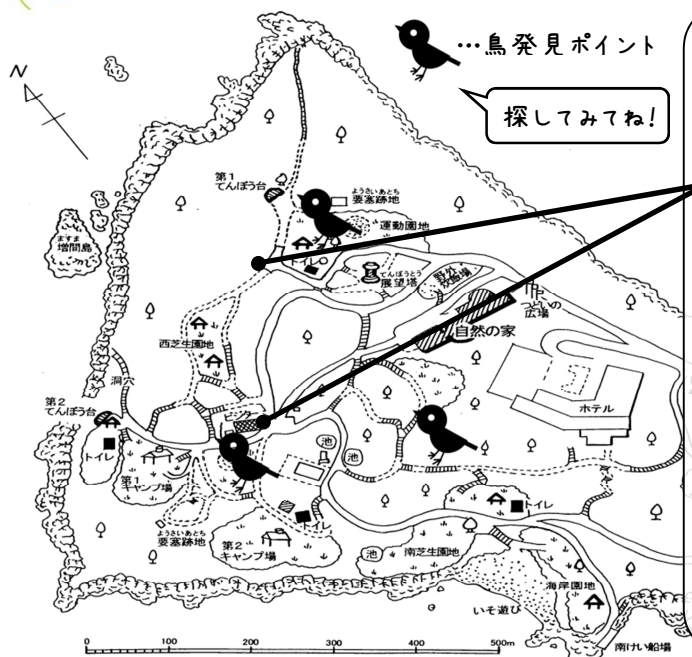 …鳥発見ポイント
探してみてね!
N
第1
てんぼう台
ようさいあとち
要塞跡地
運動園地
ますま
増間島
トイレ
てんぼうとう
展望塔
野外
炊飯場
つどいの
広場
自然の家
西芝生園地
洞穴
第2
てんぼう台
ホテル
トイレ
池
池
第1
キャンプ場
トイレ
トイレ
ようさいあとち
要塞跡地
第2
キャンプ場
池
南芝生園地
海岸園地
いそ遊び
南けい船場
0 100 200 300 400 500m